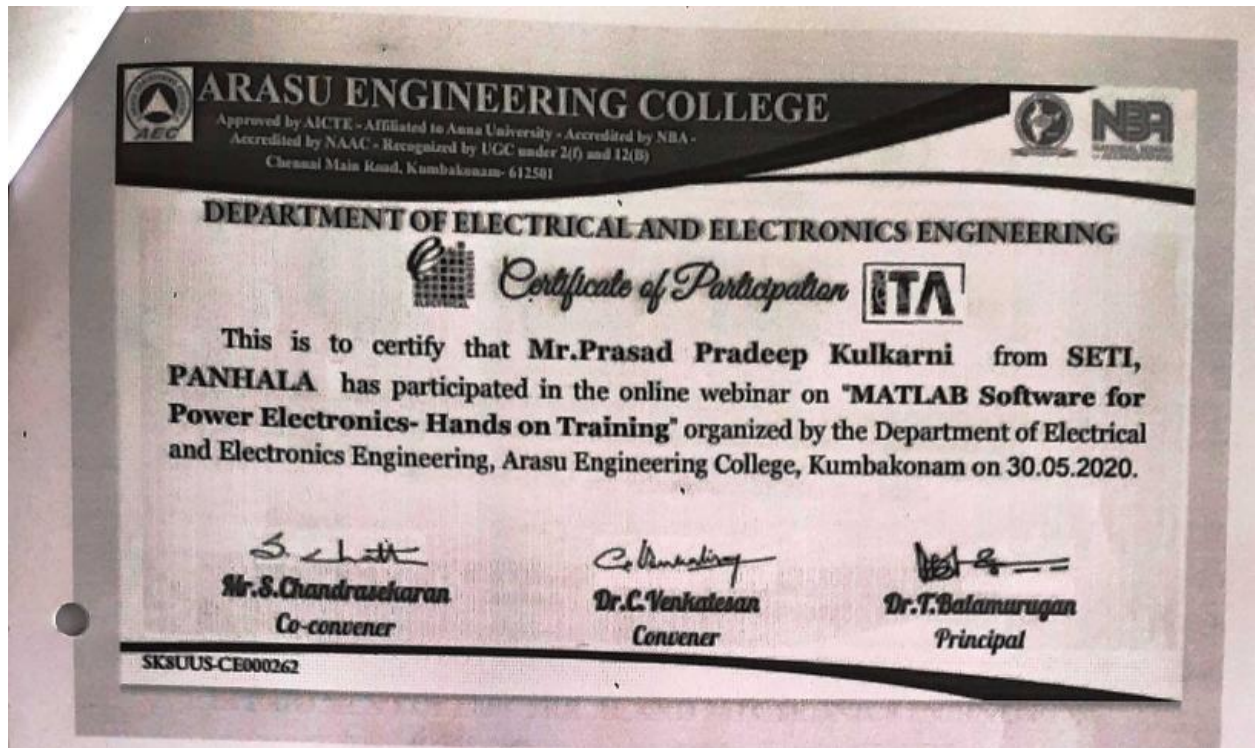 ARASU ENGINEERING COLLEGE
Approved by AICTE - Affiliated to Anna University - Accredited by NBA -
Accredited by NAAC - Recognized by UGC under 2(f) and 12(B)
Chennai Main Road, Kumbakonam- 612501
AEC
NBA
DEPARTMENT OF ELECTRICAL AND ELECTRONICS ENGINEERING
Certificate of Participation ITA
This is to certify that Mr.Prasad Pradeep Kulkarni from SETI,
PANHALA has participated in the online webinar on "MATLAB Software for
Power Electronics- Hands on Training" organized by the Department of Electrical
and Electronics Engineering, Arasu Engineering College, Kumbakonam on 30.05.2020.
Mr.S.Chandrasekaran
Co-convener
Dr.C.Venkatesan
Convener
Dr.T.Balamurugan
Principal
SK8UUS-CE000262